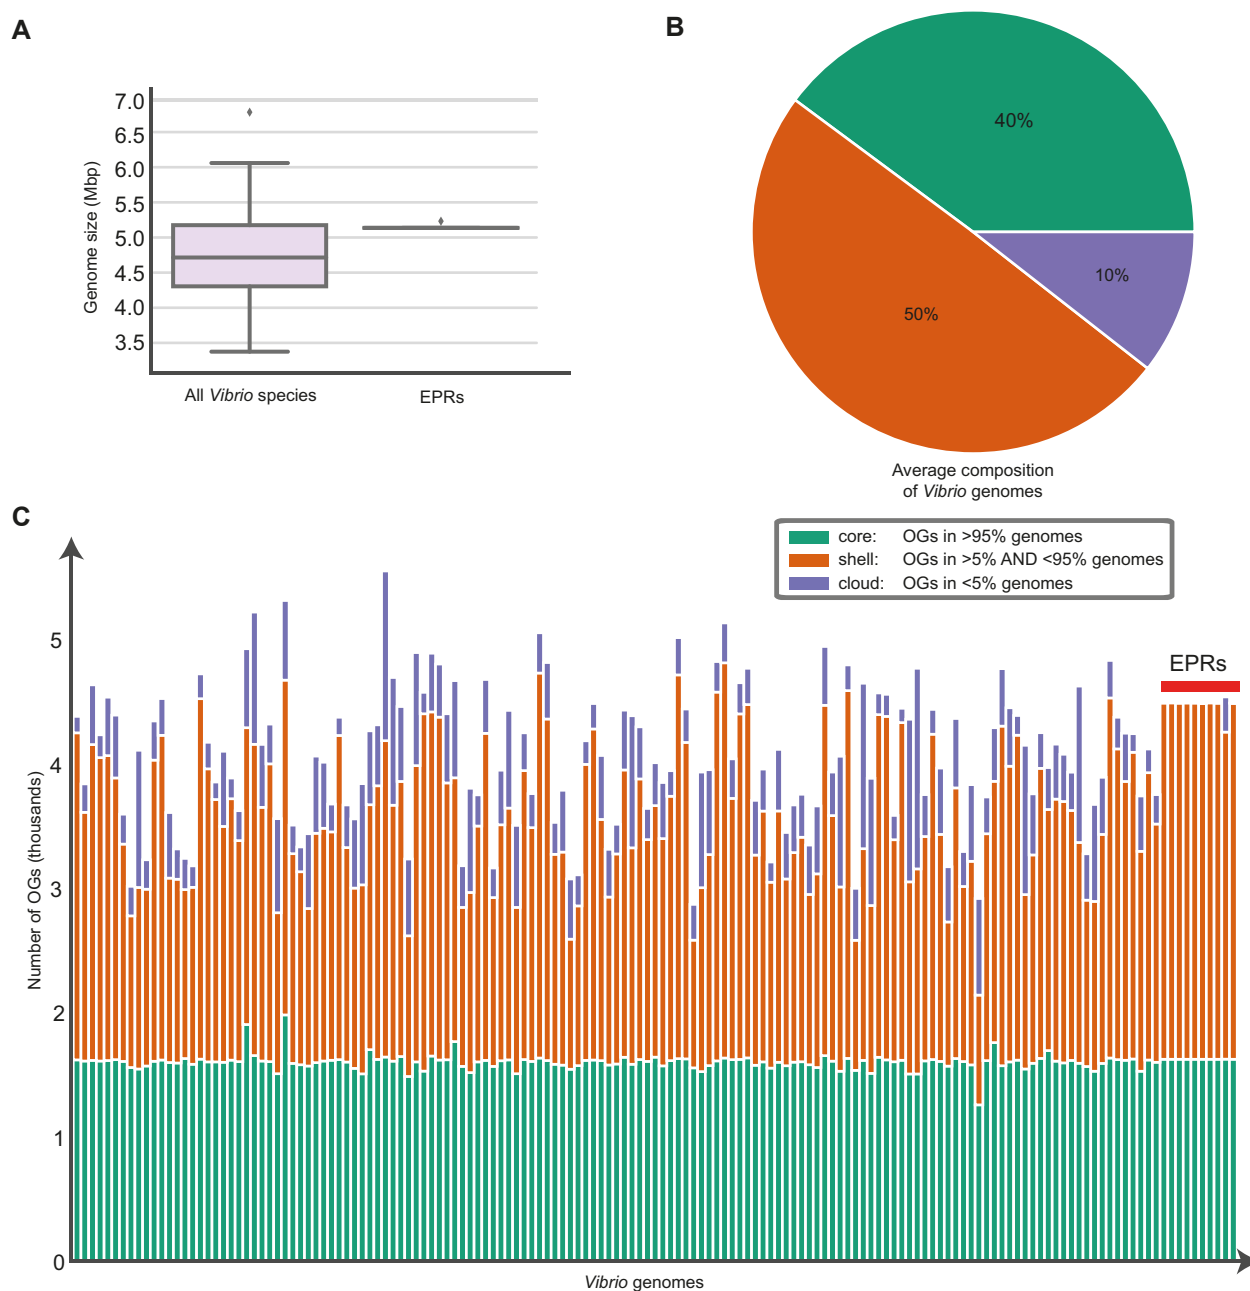 A
7.0
6.5
6.0
5.5
5.0
4.5
4.0
3.5
Genome size (Mbp)
All Vibrio species
EPRs
B
40%
10%
50%
Average composition
of Vibrio genomes
C
core: OGs in >95% genomes
shell: OGs in >5% AND <95% genomes
cloud: OGs in <5% genomes
EPRs
5
4
3
2
1
0
Number of OGs (thousands)
Vibrio genomes